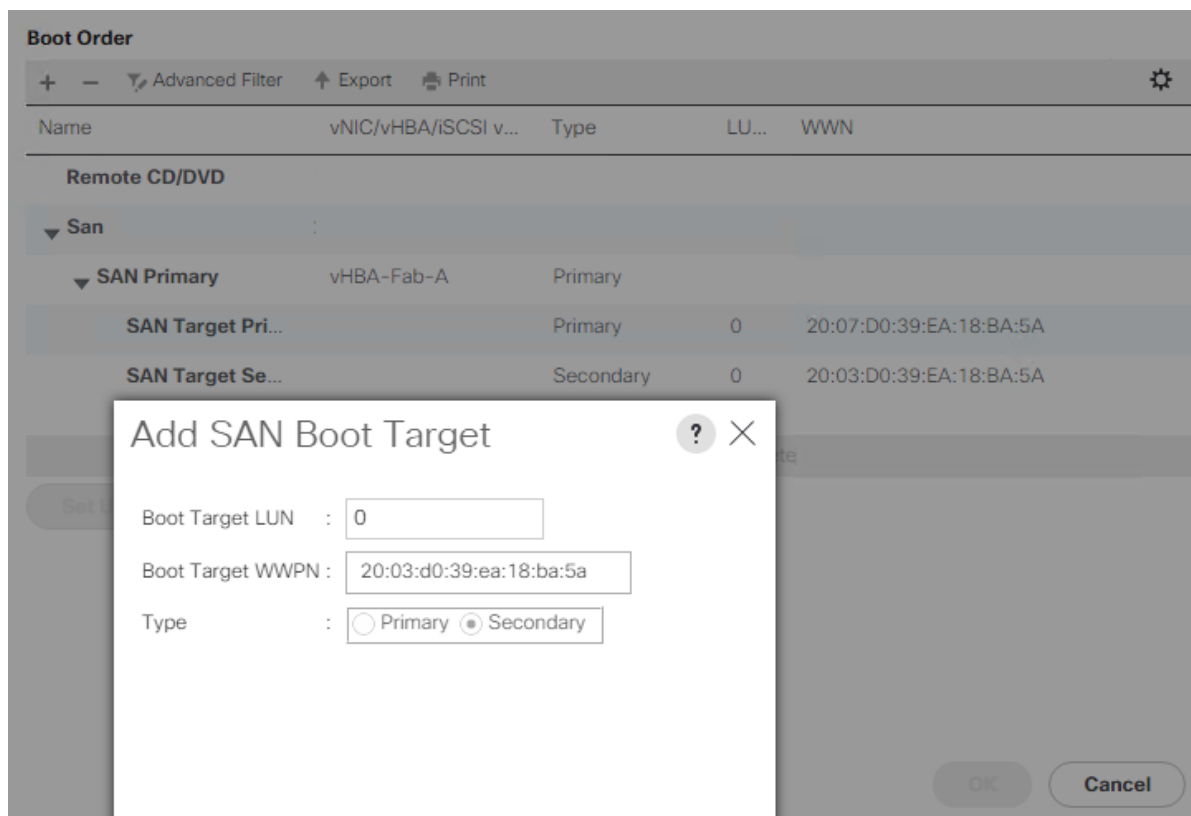 Boot Order
+ − Advanced Filter Export Print
Name vNIC/vHBA/iSCSI v... Type LU... WWN
Remote CD/DVD
San
SAN Primary vHBA-Fab-A Primary
SAN Target Pri... Primary 0 20:07:D0:39:EA:18:BA:5A
SAN Target Se... Secondary 0 20:03:D0:39:EA:18:BA:5A
Add SAN Boot Target ?
te
Set U
Boot Target LUN : 0
Boot Target WWPN : 20:03:d0:39:ea:18:ba:5a
Type : Primary Secondary
OK Cancel